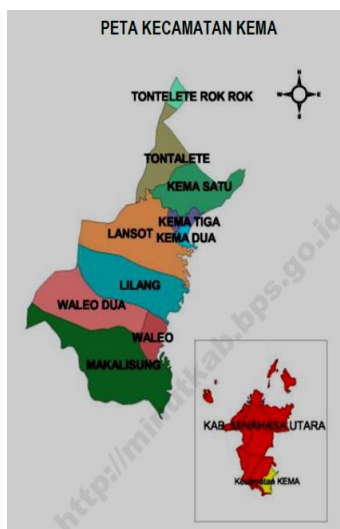 PETA KECAMATAN KEMA
N
W E
S
TONTELETE ROK ROK
TONTALETE
KEMA SATU
KEMA TIGA
KEMA DUA
LANSOT
LILANG
WALEO DUA
WALEO
MAKALISUNG
KAB. MINAHASA UTARA
Kecamatan KEMA
http://minutkab.bps.go.id